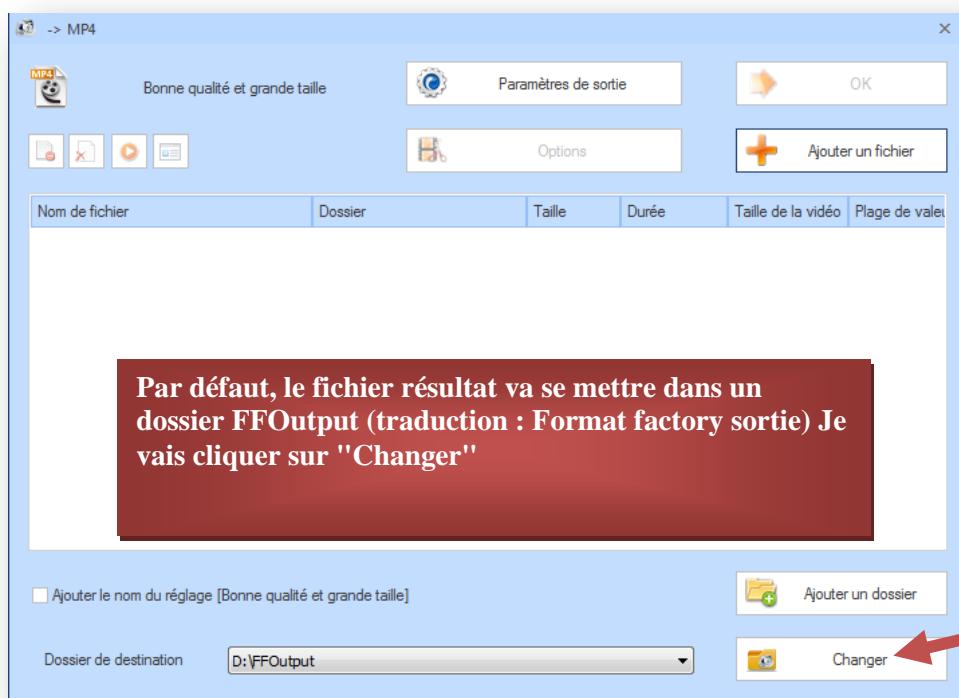 -> MP4
MP4
Bonne qualité et grande taille
Paramètres de sortie
OK
Options
Ajouter un fichier
Nom de fichier Dossier Taille Durée Taille de la vidéo Plage de valeu
Par défaut, le fichier résultat va se mettre dans un
dossier FFOutput (traduction : Format factory sortie) Je
vais cliquer sur "Changer"
Ajouter le nom du réglage [Bonne qualité et grande taille]
Ajouter un dossier
Dossier de destination
D:\FFOutput
Changer